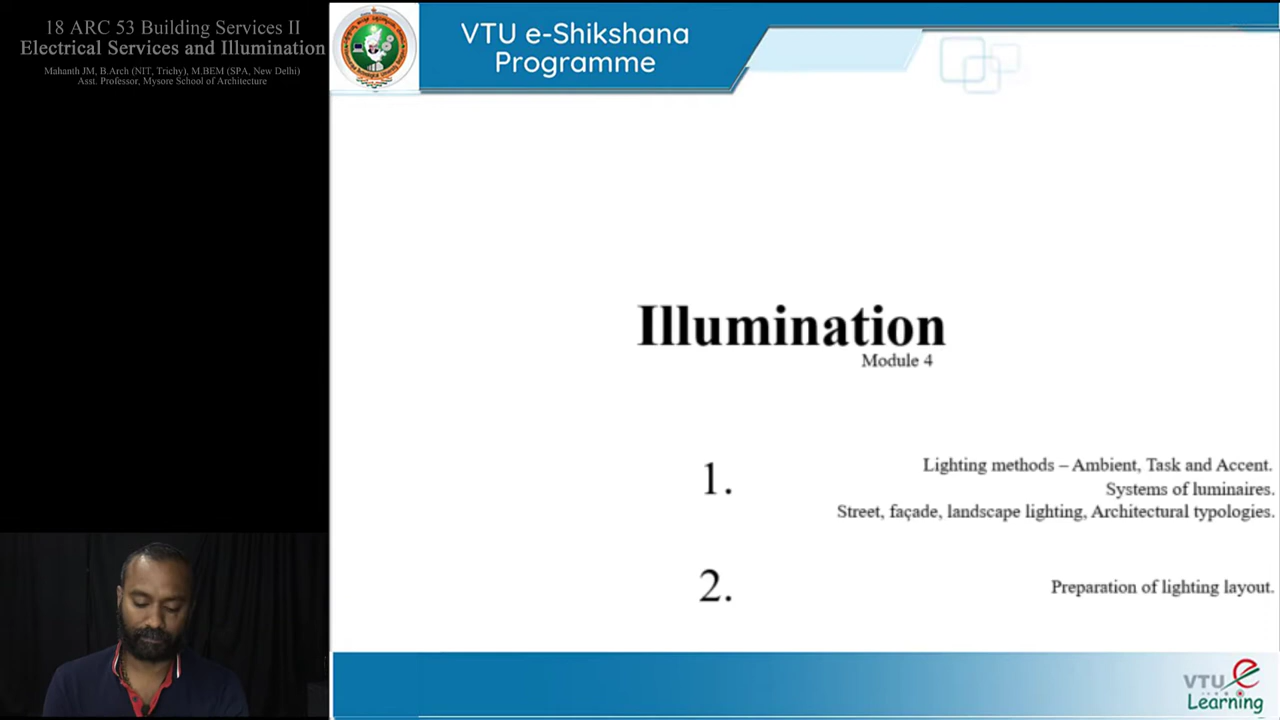 18 ARC 53 Building Services II
Electrical Services and Illumination
Mahanth JM, B.Arch (NIT, Trichy), M.BEM (SPA, New Delhi)
Asst. Professor, Mysore School of Architecture
VTU e-Shikshana
Programme
Illumination
Module 4
1.
Lighting methods – Ambient, Task and Accent.
Systems of luminaires.
Street, façade, landscape lighting, Architectural typologies.
2.
Preparation of lighting layout.
VTU e
Learning